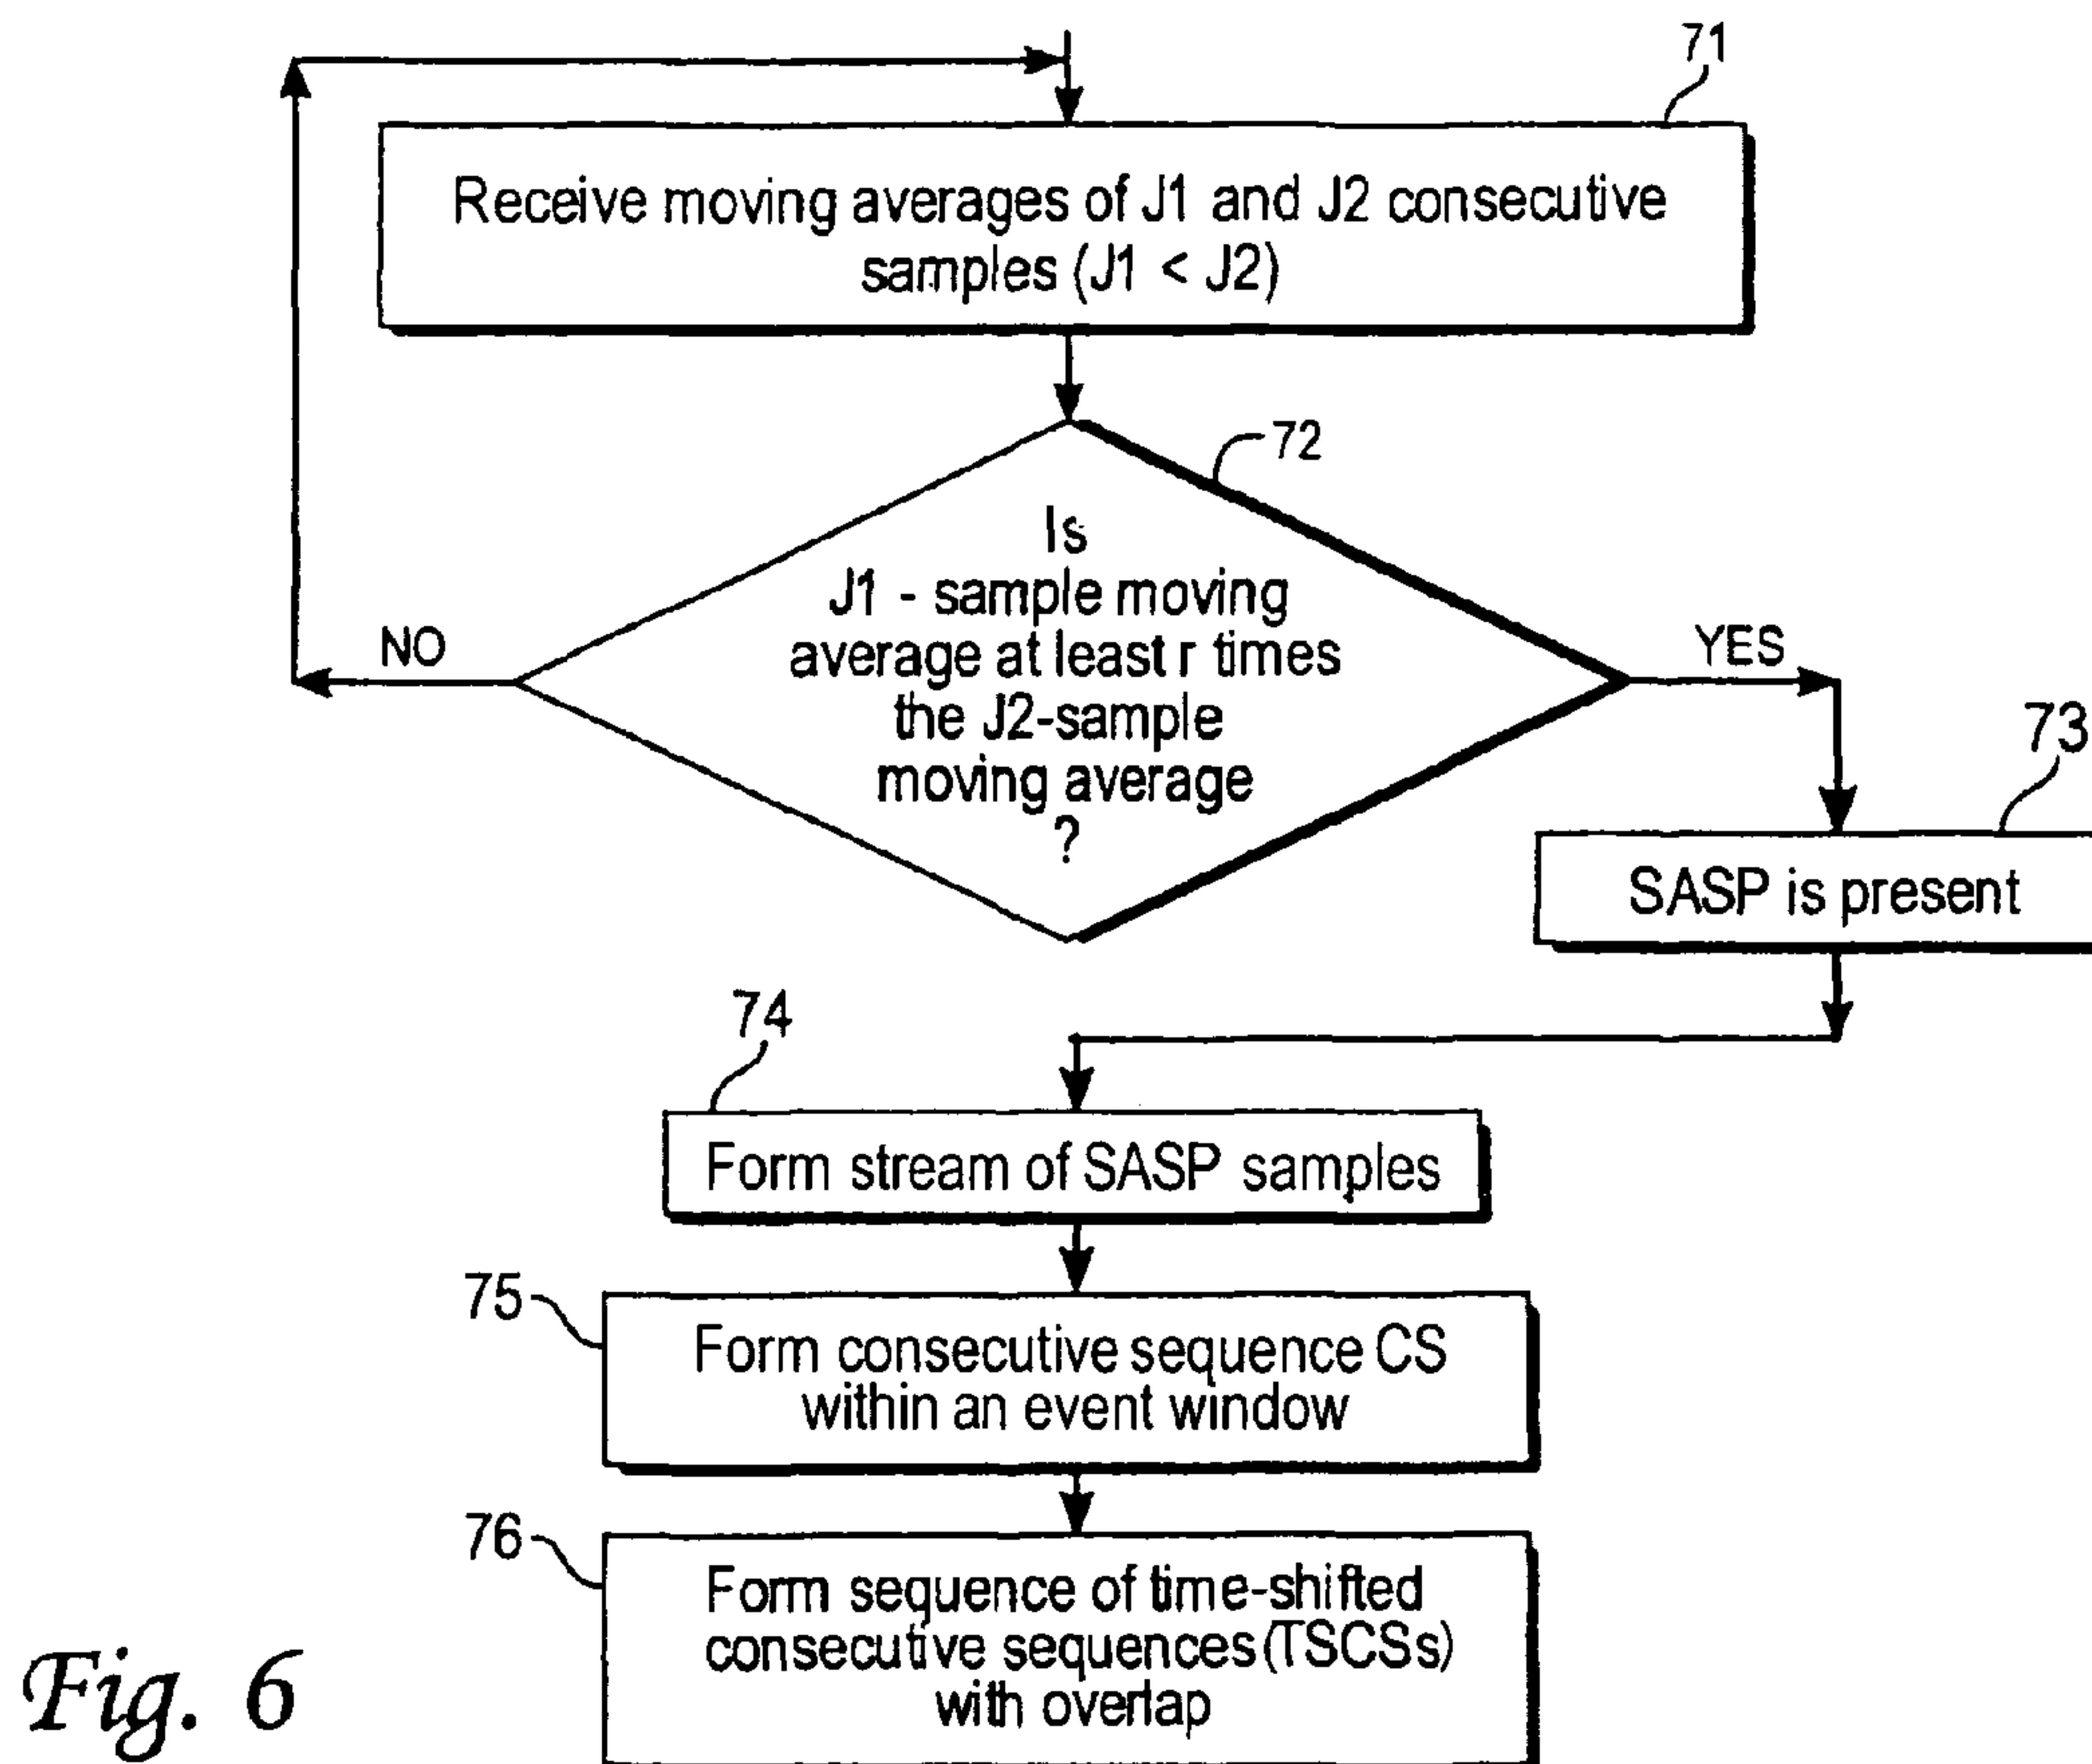 71
Receive moving averages of J1 and J2 consecutive
samples (J1 < J2)
72
Is
J1 - sample moving
average at least r times
the J2-sample
moving average
?
NO
YES
73
SASP is present
74
Form stream of SASP samples
75
Form consecutive sequence CS
within an event window
76
Form sequence of time-shifted
consecutive sequences (TSCSs)
with overlap
Fig. 6